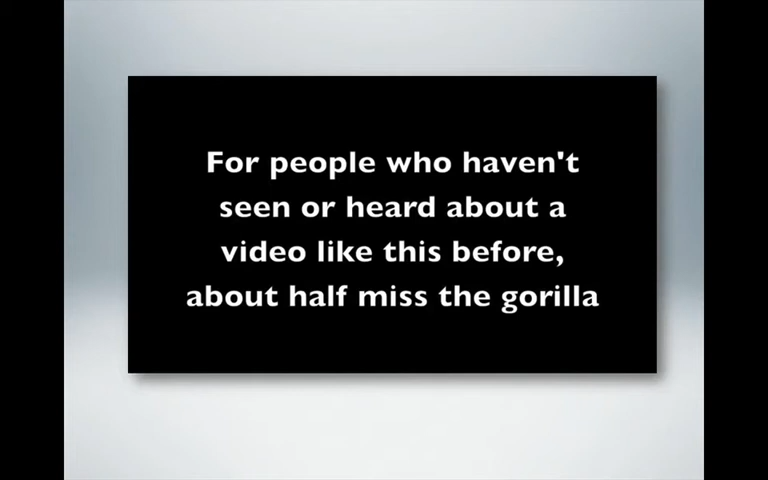 For people who haven't
seen or heard about a
video like this before,
about half miss the gorilla